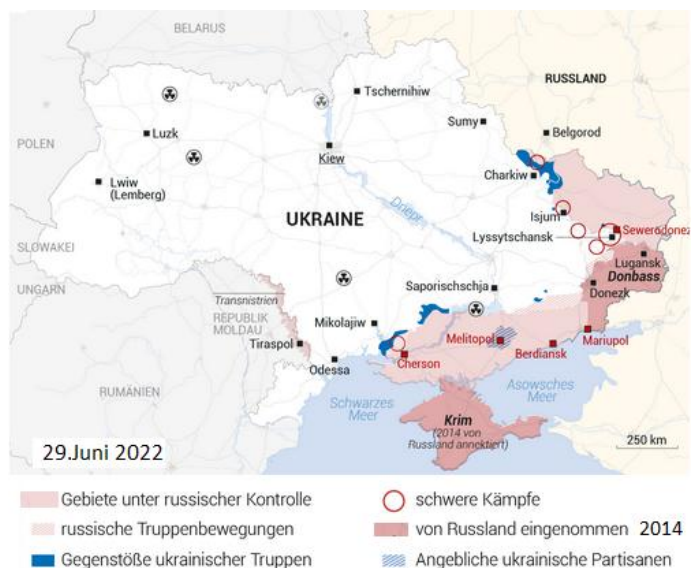 BELARUS
RUSSLAND
Tschernihiw
POLEN
Luzk
Sumy
Belgorod
Kiew
Charkiw
Lwiw
(Lemberg)
Dnepr
Isjum
UKRAINE
Lyssytschansk
Sewerodonez
SLOWAKEI
Lugansk
Donbass
UNGARN
Saporischschja
Donezk
Transnistrien
REPUBLIK
MOLDAU
Mikolajiw
Melitopol
Mariupol
Tiraspol
Cherson
Berdiansk
Odessa
RUMÄNIEN
Schwarzes
Meer
Asowsches
Meer
Krim
(2014 von
Russland annektiert)
29.Juni 2022
250 km
Gebiete unter russischer Kontrolle
schwere Kämpfe
russische Truppenbewegungen
von Russland eingenommen 2014
Gegenstöße ukrainischer Truppen
Angebliche ukrainische Partisanen